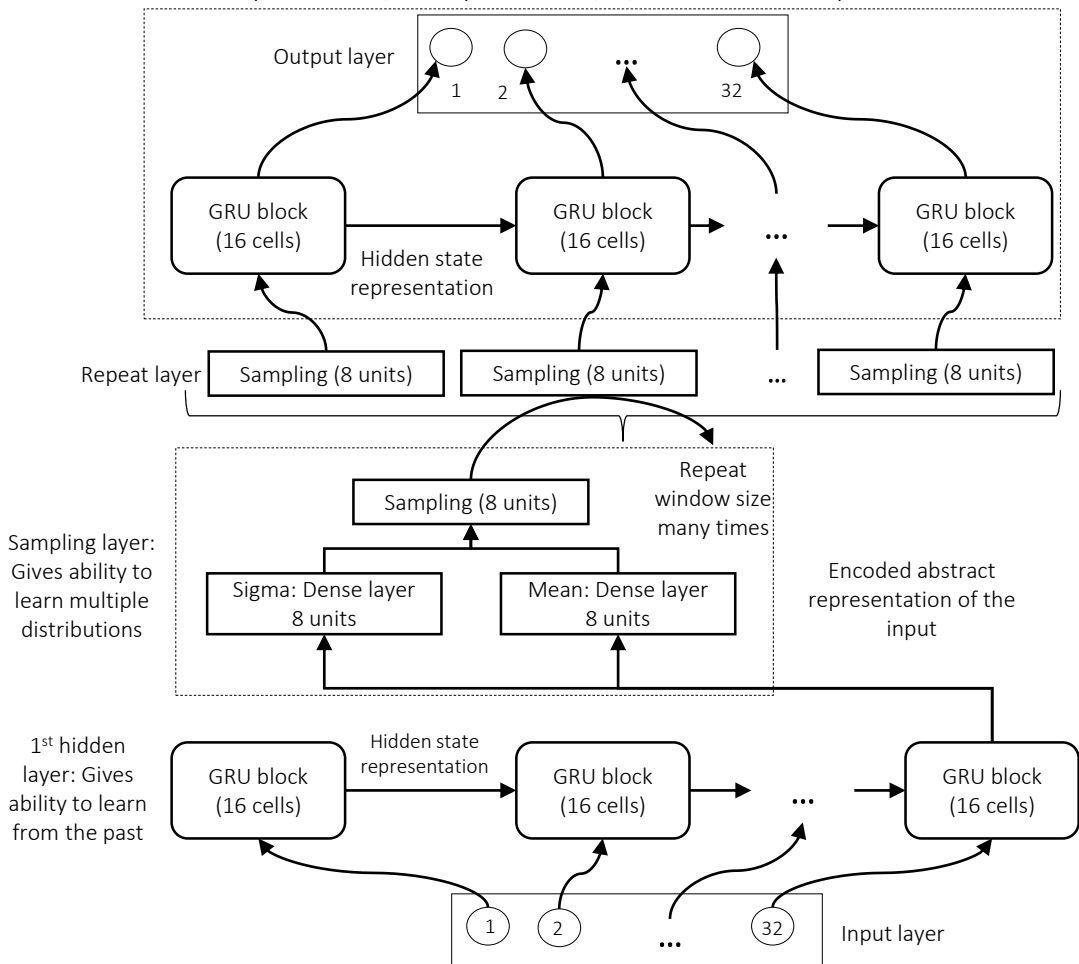 Output layer
1
2
...
32
GRU block
(16 cells)
GRU block
(16 cells)
...
GRU block
(16 cells)
Hidden state
representation
Repeat layer
Sampling (8 units)
Sampling (8 units)
...
Sampling (8 units)
Repeat
window size
many times
Sampling (8 units)
Sampling layer:
Gives ability to
learn multiple
distributions
Sigma: Dense layer
8 units
Mean: Dense layer
8 units
Encoded abstract
representation of the
input
1st hidden
layer: Gives
ability to learn
from the past
GRU block
(16 cells)
Hidden state
representation
GRU block
(16 cells)
...
GRU block
(16 cells)
1
2
...
32
Input layer